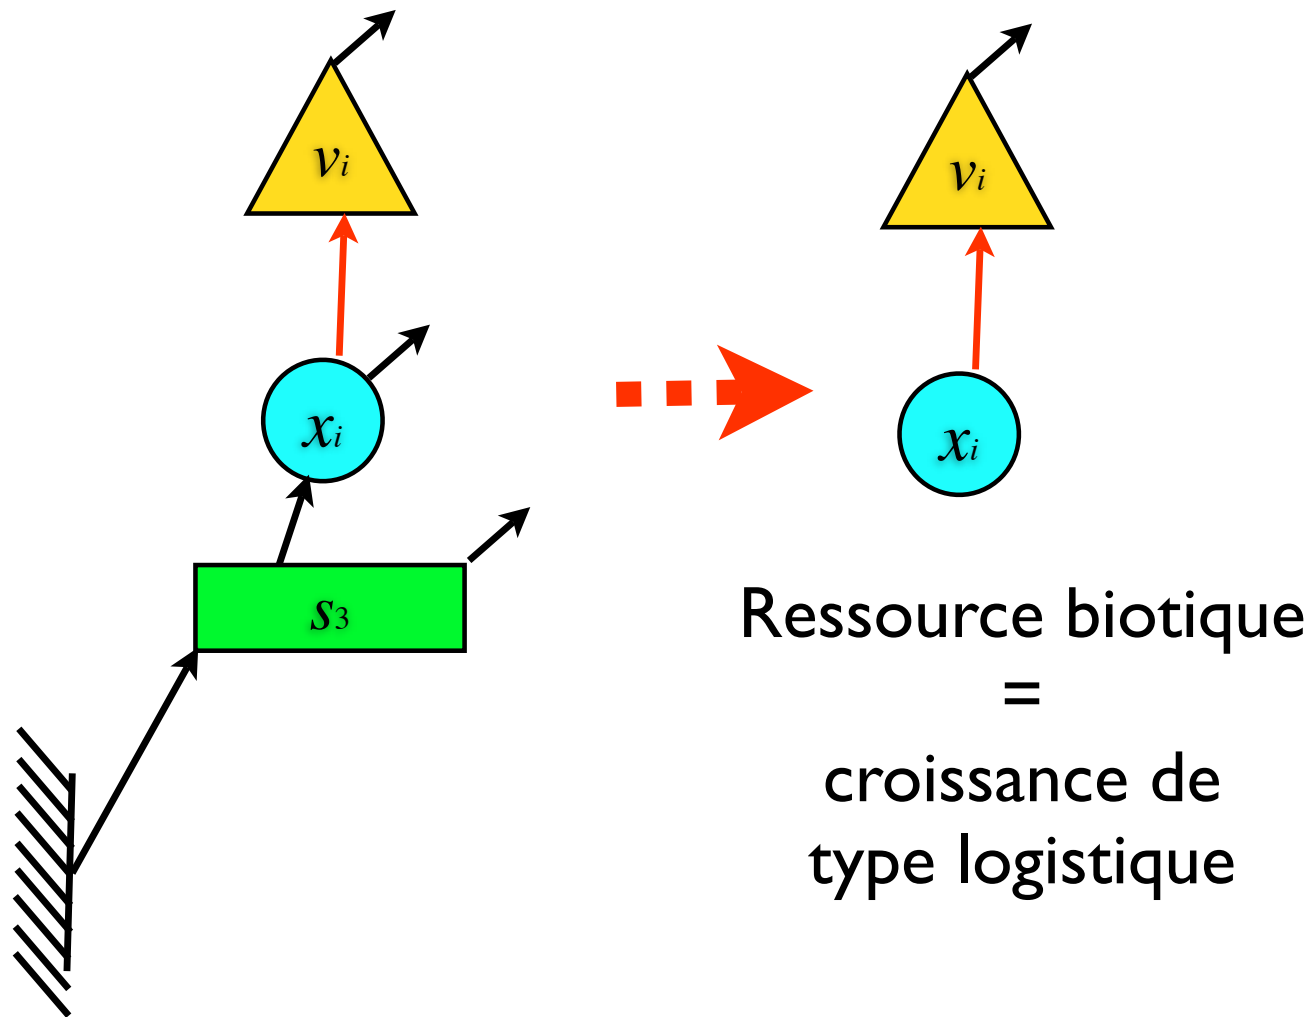 vi
vi
xi
xi
s3
Ressource biotique
=
croissance de
type logistique